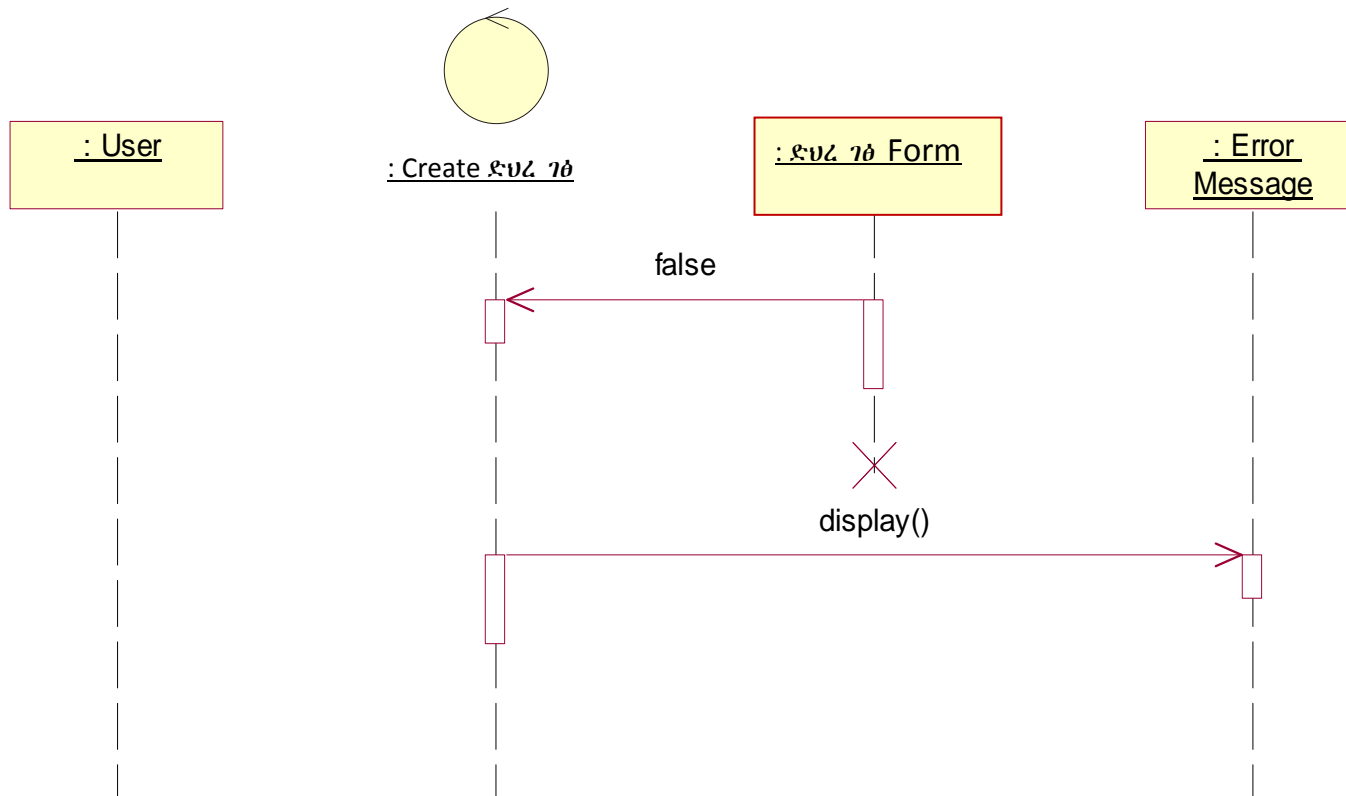 : User
: Create ድህረ ገፅ
: ድህረ ገፅ Form
: Error
Message
false
display()